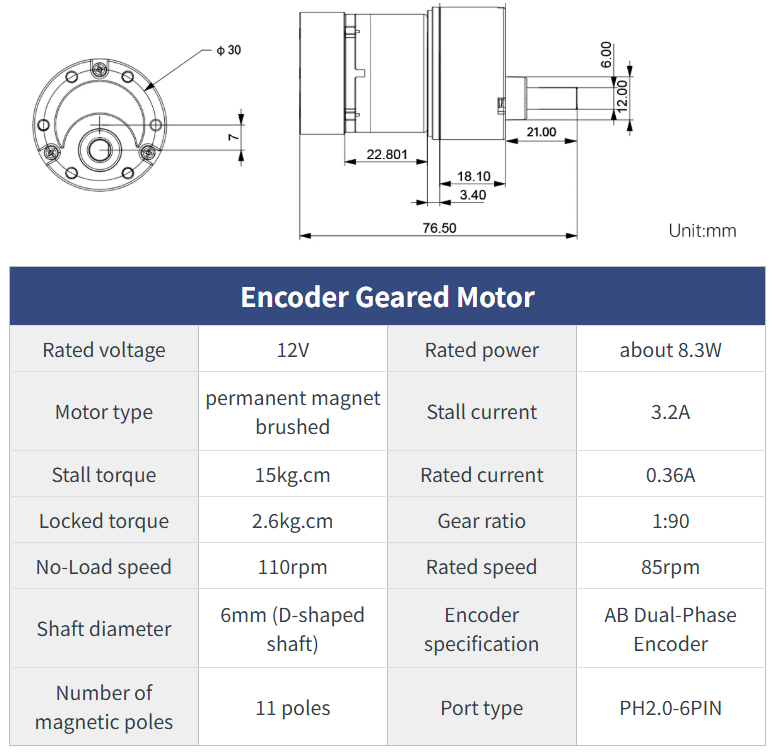 ϕ30
7
6.00
12.00
21.00
22.801
18.10
3.40
76.50
Unit:mm
Encoder Geared Motor
Rated voltage 12V Rated power about 8.3W
Motor type permanent magnet brushed Stall current 3.2A
Stall torque 15kg.cm Rated current 0.36A
Locked torque 2.6kg.cm Gear ratio 1:90
No-Load speed 110rpm Rated speed 85rpm
Shaft diameter 6mm (D-shaped shaft) Encoder specification AB Dual-Phase Encoder
Number of magnetic poles 11 poles Port type PH2.0-6PIN